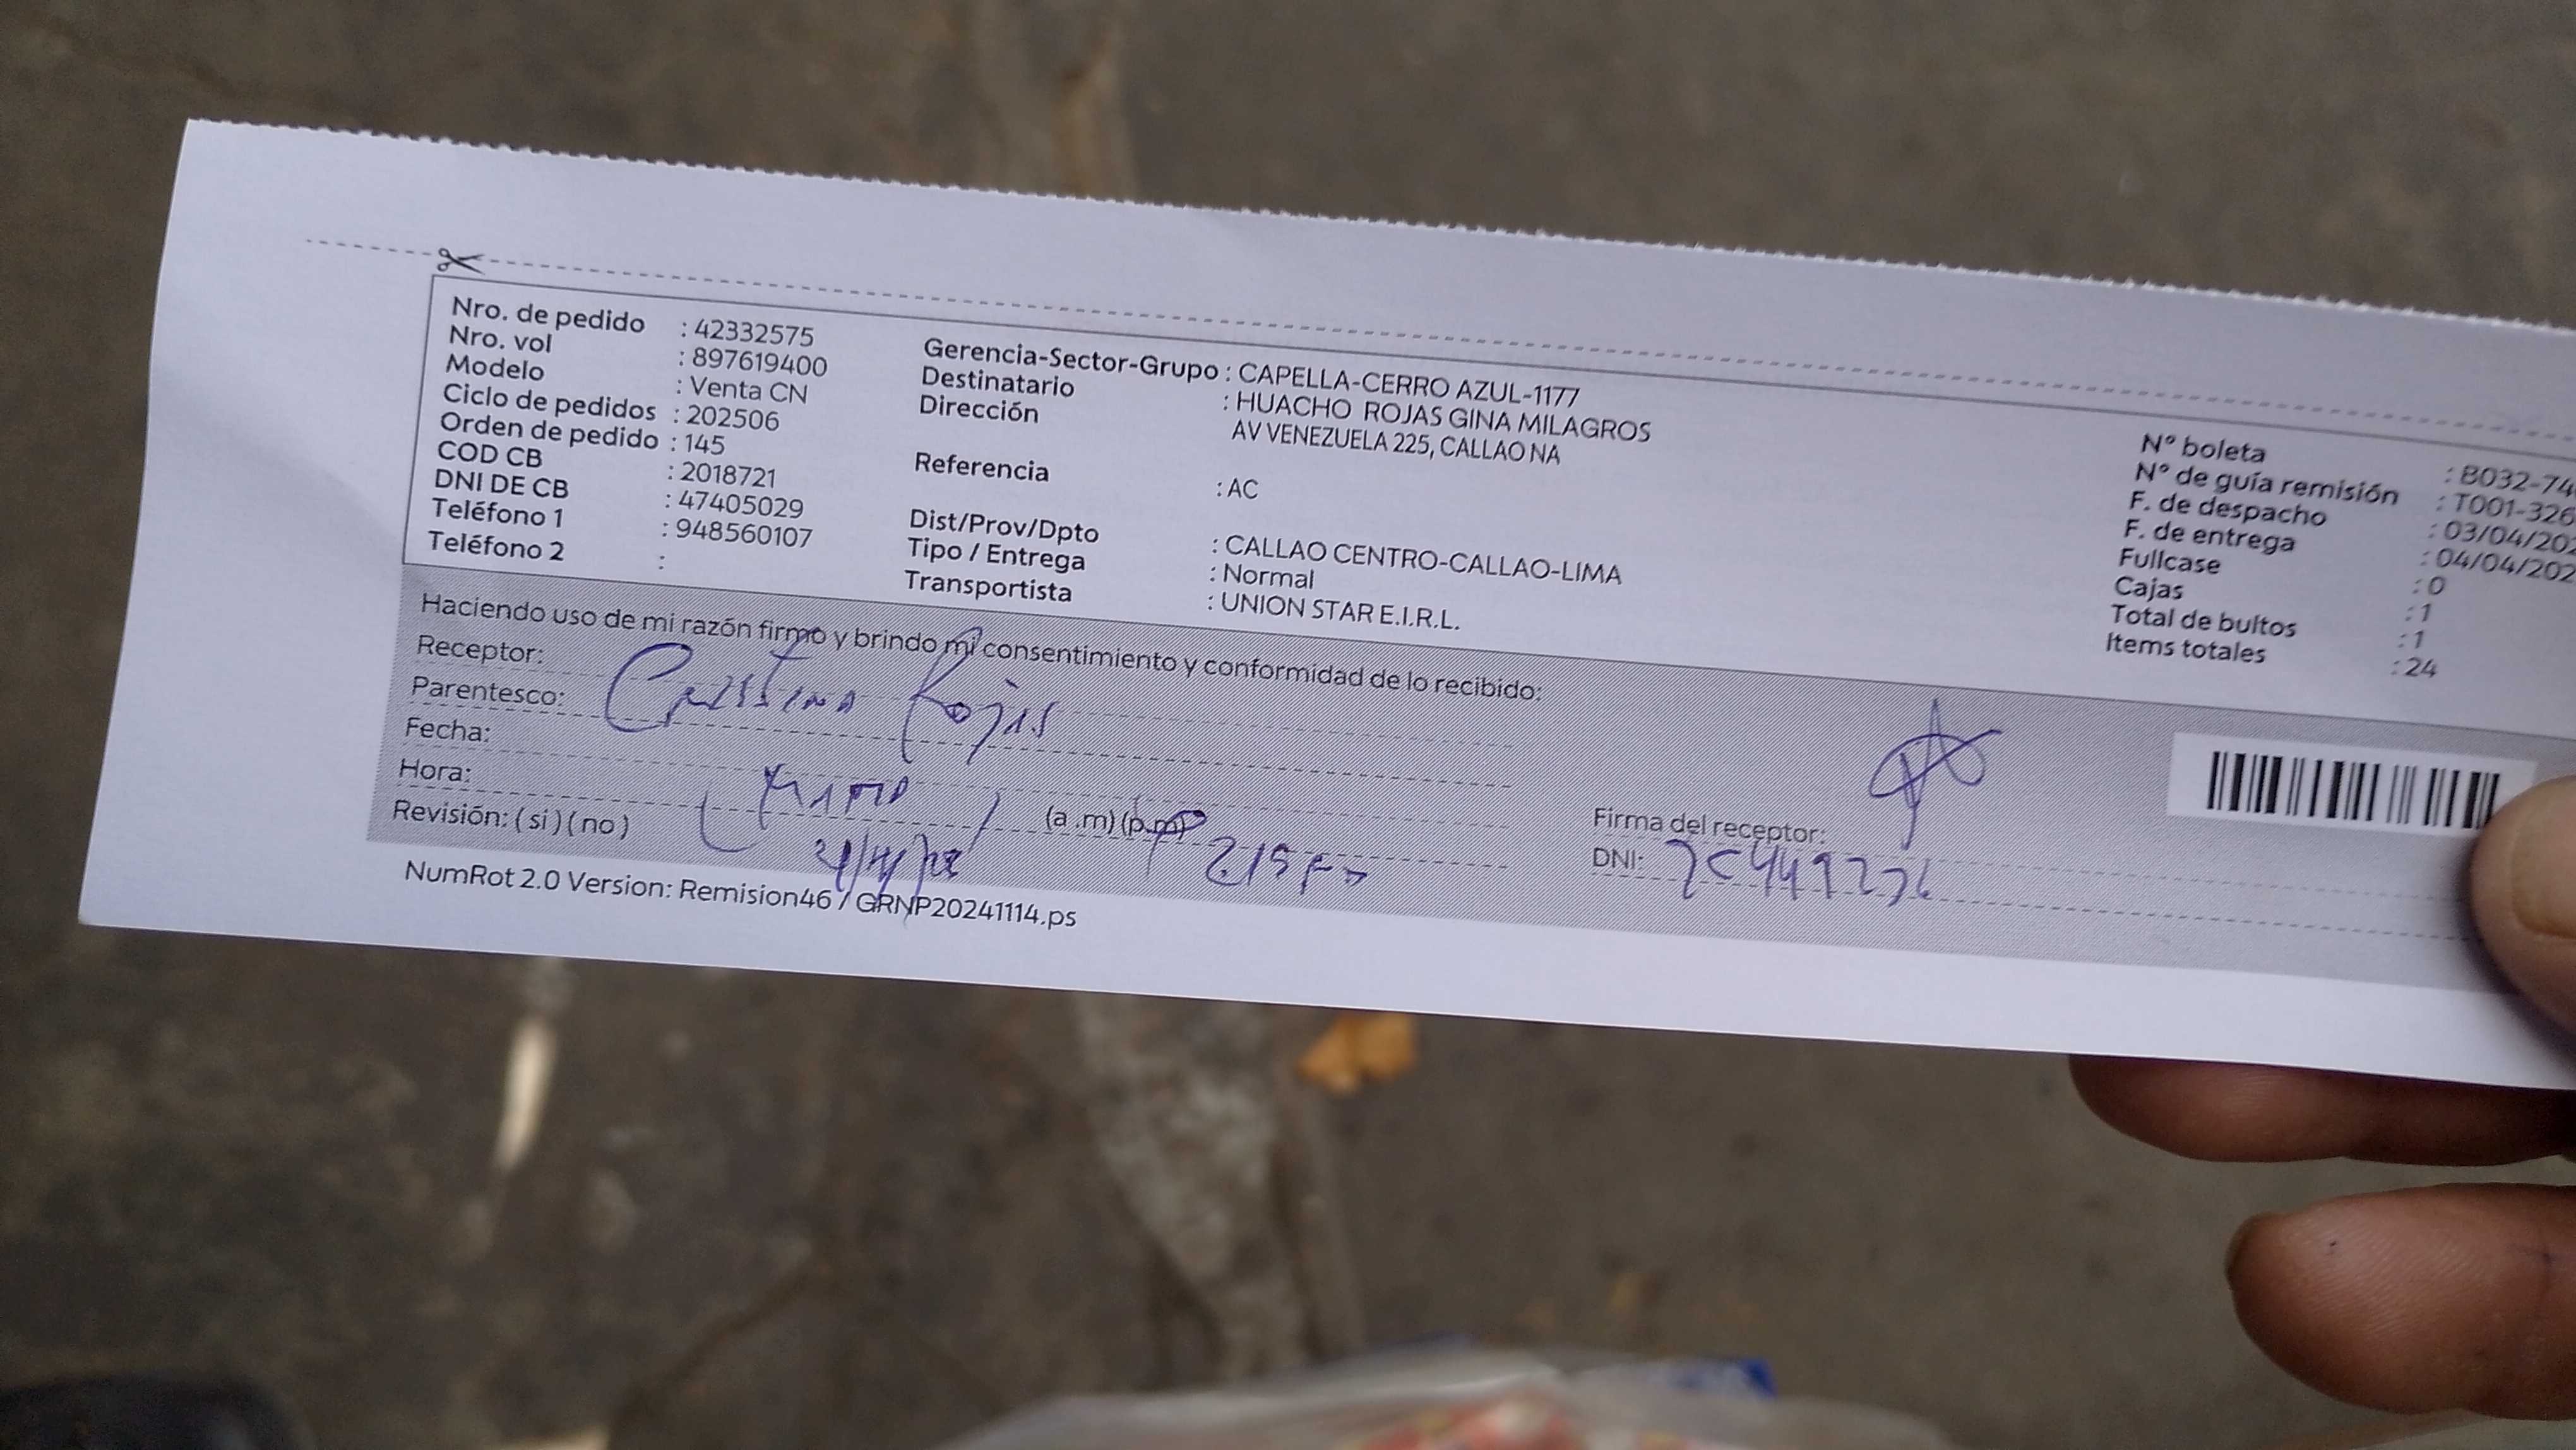 Nro. de pedido : 42332575
Nro. vol : 897619400
Modelo : Venta CN
Ciclo de pedidos : 202506
Orden de pedido : 145
COD CB : 2018721
DNI DE CB : 47405029
Teléfono 1 : 948560107
Teléfono 2 :
Gerencia-Sector-Grupo : CAPELLA-CERRO AZUL-1177
Destinatario : HUACHO ROJAS GINA MILAGROS
Dirección AV VENEZUELA 225, CALLAO NA
Referencia : AC
Dist/Prov/Dpto : CALLAO CENTRO-CALLAO-LIMA
Tipo / Entrega : Normal
Transportista : UNION STAR E.I.R.L.
N° boleta : B032-74
N° de guía remisión : T001-326
F. de despacho : 03/04/202
F. de entrega : 04/04/202
Fullcase : 0
Cajas : 1
Total de bultos : 1
Items totales : 24
Haciendo uso de mi razón firmo y brindo mi consentimiento y conformidad de lo recibido:
Receptor: Cristina Rojas
Parentesco:
Fecha:
Hora: (a.m) (p.m)
Revisión: ( si ) ( no )
Firma del receptor:
DNI:
NumRot 2.0 Version: Remision46 / GRNP20241114.ps